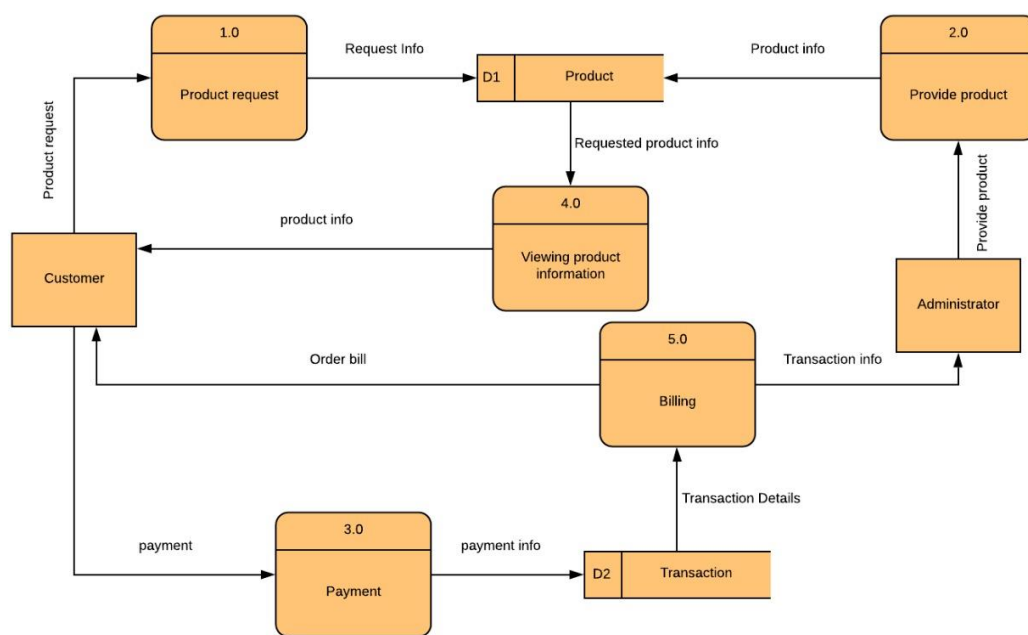 1.0
Request Info
Product info
2.0
Product request
D1
Product
Provide product
Product request
Requested product info
4.0
Provide product
product info
Viewing product
information
Customer
Administrator
5.0
Order bill
Transaction info
Billing
Transaction Details
3.0
payment
payment info
D2
Transaction
Payment